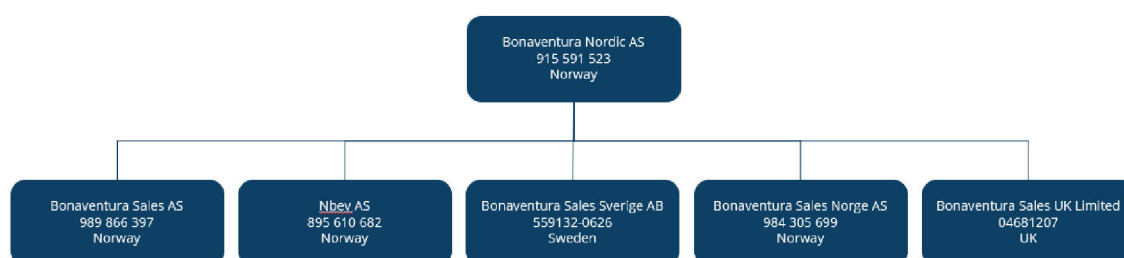 Bonaventura Nordic AS
915 591 523
Norway
Bonaventura Sales AS
989 866 397
Norway
Nbev AS
895 610 682
Norway
Bonaventura Sales Sverige AB
559132-0626
Sweden
Bonaventura Sales Norge AS
984 305 699
Norway
Bonaventura Sales UK Limited
04681207
UK